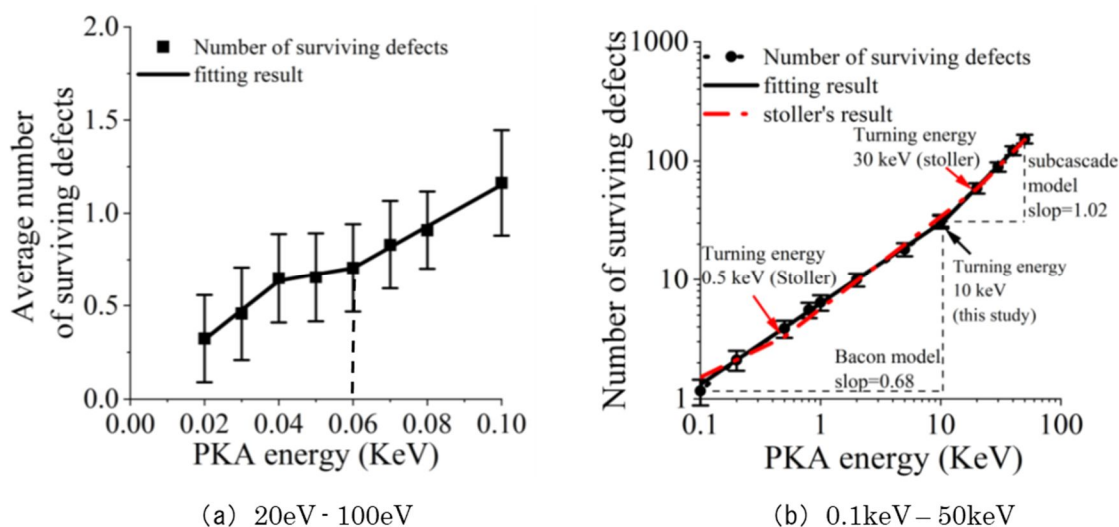 2.0
1.5
1.0
0.5
0.0
Average number
of surviving defects
Number of surviving defects
fitting result
0.00 0.02 0.04 0.06 0.08 0.10
PKA energy (KeV)
(a) 20eV - 100eV
1000
100
10
1
Number of surviving defects
Number of surviving defects
fitting result
stoller's result
Turning energy
30 keV (stoller)
subcascade
model
slop=1.02
Turning energy
0.5 keV (Stoller)
Turning energy
10 keV
(this study)
Bacon model
slop=0.68
0.1 1 10 100
PKA energy (KeV)
(b) 0.1keV – 50keV